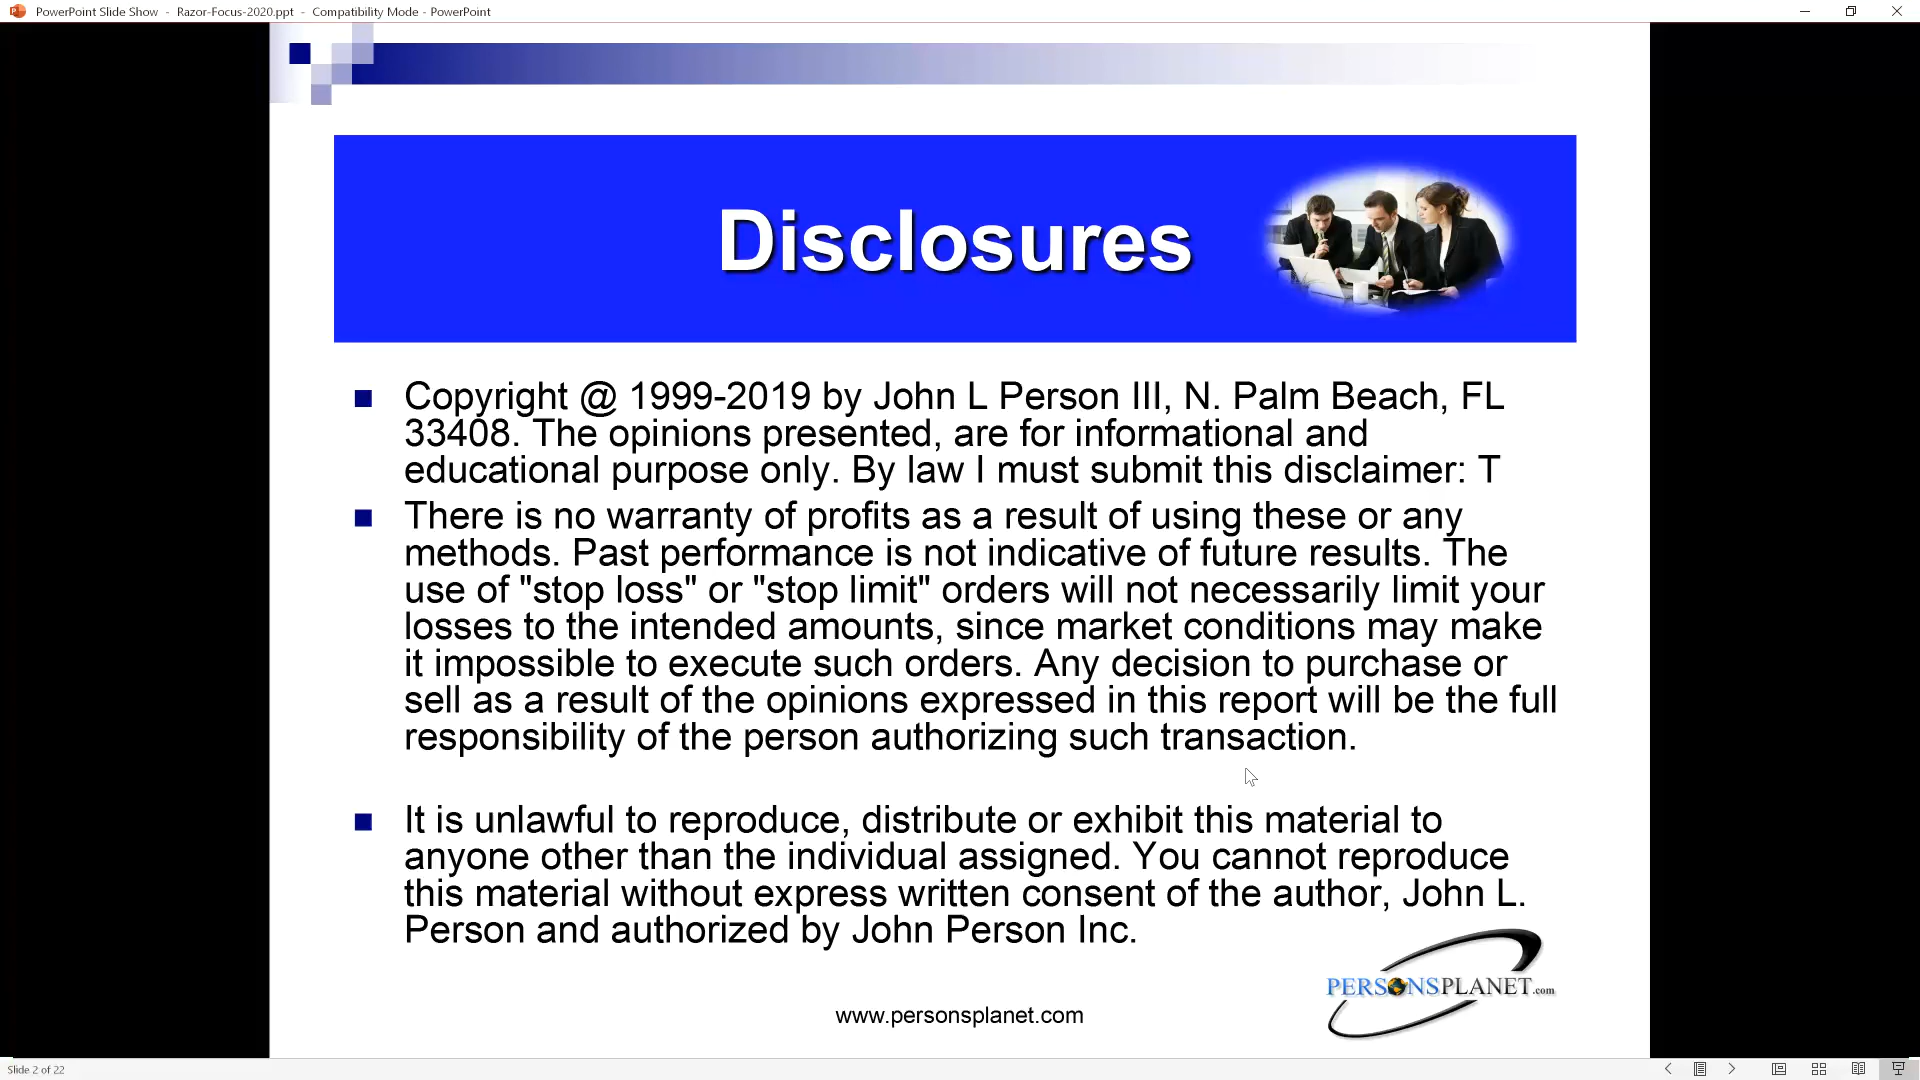 PowerPoint Slide Show - Razor-Focus-2020.ppt - Compatibility Mode - PowerPoint
Disclosures
Copyright @ 1999-2019 by John L Person III, N. Palm Beach, FL
33408. The opinions presented, are for informational and
educational purpose only. By law I must submit this disclaimer: T
There is no warranty of profits as a result of using these or any
methods. Past performance is not indicative of future results. The
use of "stop loss" or "stop limit" orders will not necessarily limit your
losses to the intended amounts, since market conditions may make
it impossible to execute such orders. Any decision to purchase or
sell as a result of the opinions expressed in this report will be the full
responsibility of the person authorizing such transaction.
It is unlawful to reproduce, distribute or exhibit this material to
anyone other than the individual assigned. You cannot reproduce
this material without express written consent of the author, John L.
Person and authorized by John Person Inc.
PERSONSPLANET.com
www.personsplanet.com
Slide 2 of 22